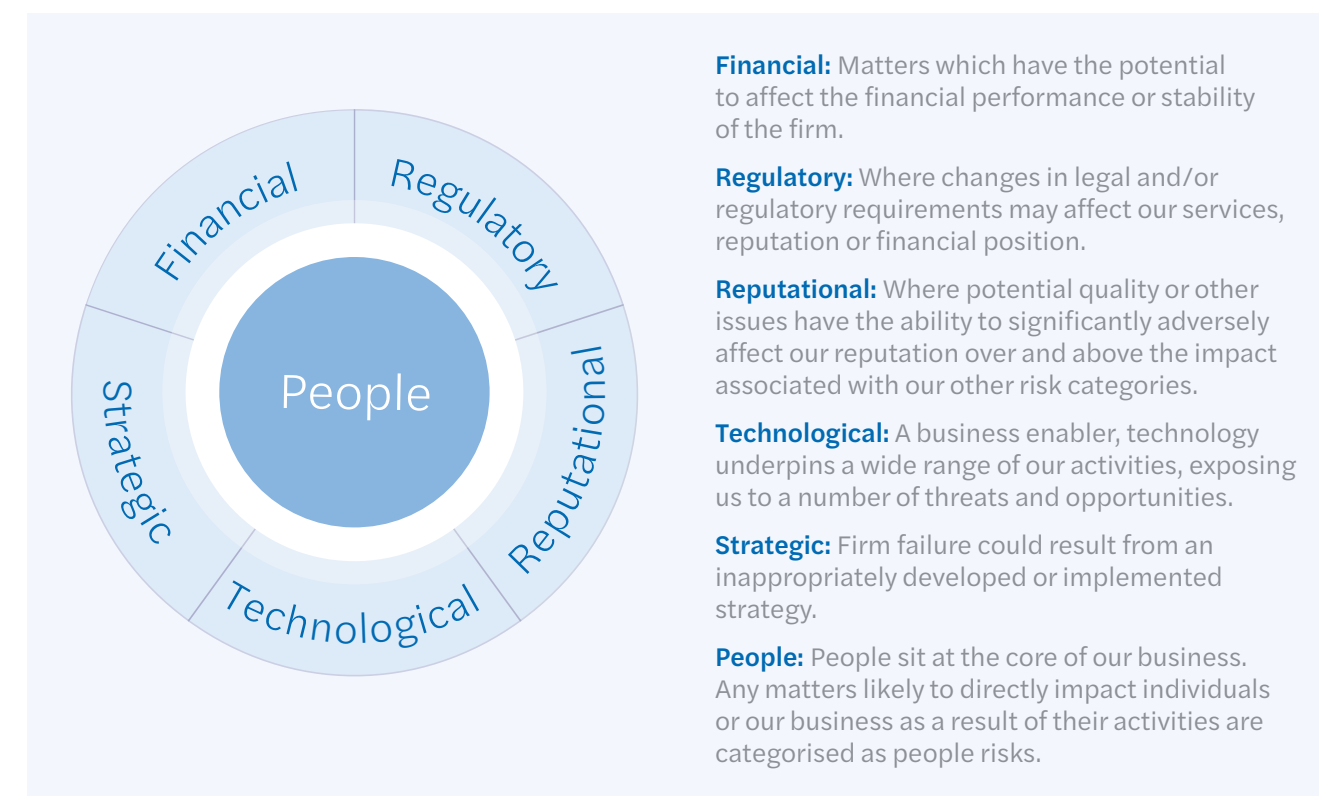 Financial
Regulatory
Reputational
Technological
Strategic
People
Financial: Matters which have the potential
to affect the financial performance or stability
of the firm.
Regulatory: Where changes in legal and/or
regulatory requirements may affect our services,
reputation or financial position.
Reputational: Where potential quality or other
issues have the ability to significantly adversely
affect our reputation over and above the impact
associated with our other risk categories.
Technological: A business enabler, technology
underpins a wide range of our activities, exposing
us to a number of threats and opportunities.
Strategic: Firm failure could result from an
inappropriately developed or implemented
strategy.
People: People sit at the core of our business.
Any matters likely to directly impact individuals
or our business as a result of their activities are
categorised as people risks.